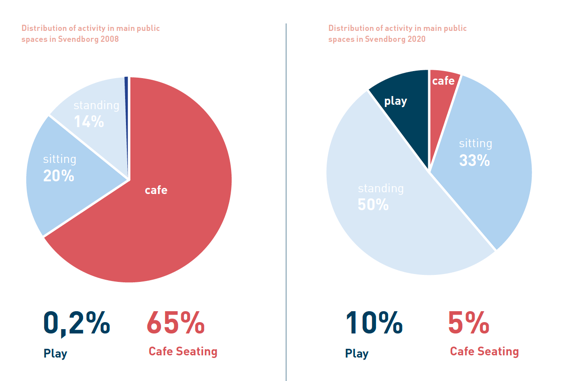 Distribution of activity in main public
spaces in Svendborg 2008
standing
14%
sitting
20%
cafe
0,2%
Play
65%
Cafe Seating
Distribution of activity in main public
spaces in Svendborg 2020
cafe
play
sitting
33%
standing
50%
10%
Play
5%
Cafe Seating